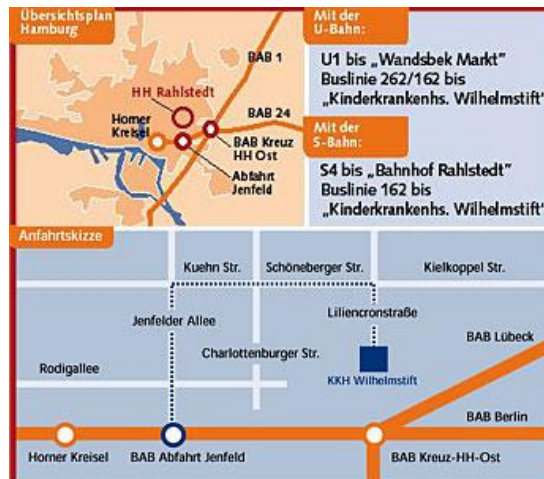 Übersichtsplan
Hamburg
BAB 1
HH Rahlstedt
Horner
Kreisel
BAB 24
BAB Kreuz
HH Ost
Abfahrt
Jenfeld
Mit der
U-Bahn:
U1 bis „Wandsbek Markt”
Buslinie 262/162 bis
„Kinderkrankenhs. Wilhelmstift”
Mit der
S-Bahn:
S4 bis „Bahnhof Rahlstedt”
Buslinie 162 bis
„Kinderkrankenhs. Wilhelmstift”
Anfahrtskizze
Kuehn Str.
Schöneberger Str.
Kielkoppel Str.
Jenfelder Allee
Liliencronstraße
BAB Lübeck
Charlottenburger Str.
Rodigallee
KKH Wilhelmstift
BAB Berlin
Horner Kreisel
BAB Abfahrt Jenfeld
BAB Kreuz-HH-Ost